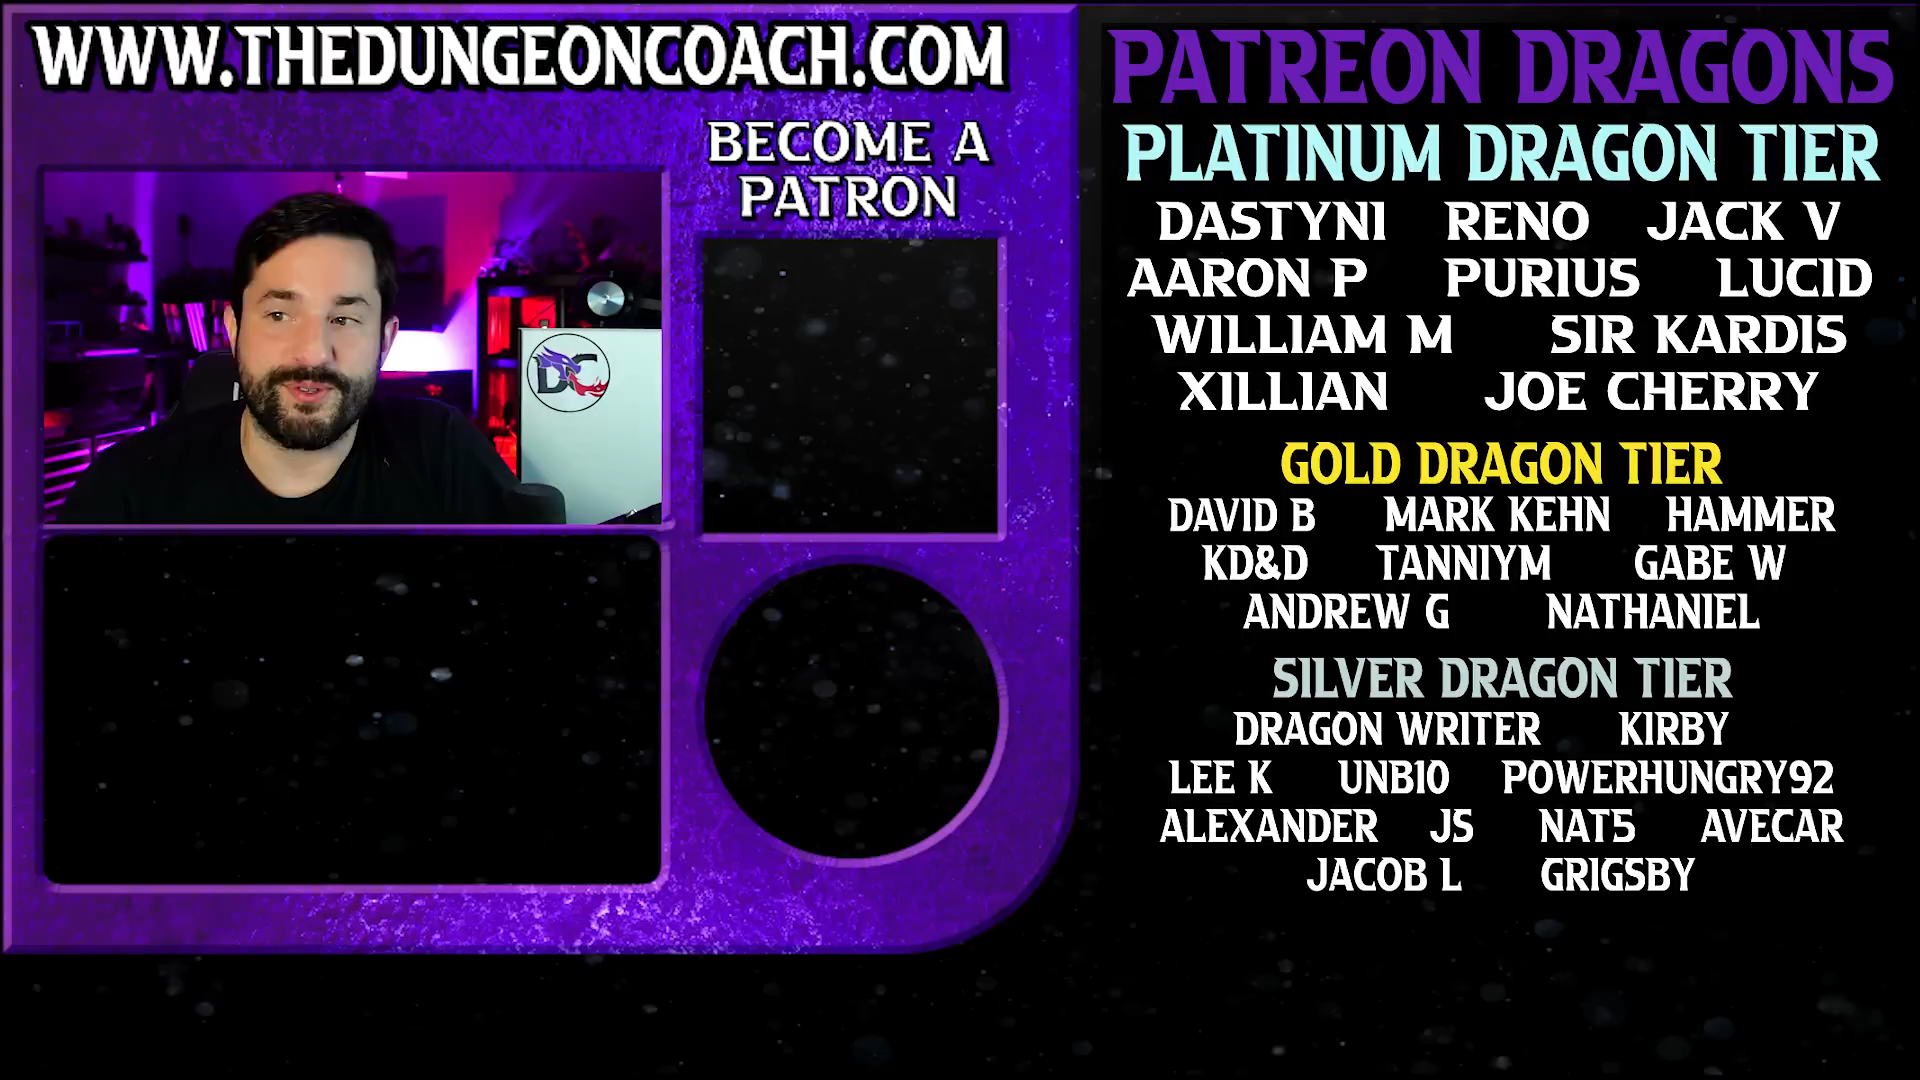 WWW.THEDUNGEONCOACH.COM
BECOME A
PATRON
DC
PATREON DRAGONS
PLATINUM DRAGON TIER
DASTYNI RENO JACK V
AARON P PURIUS LUCID
WILLIAM M SIR KARDIS
XILLIAN JOE CHERRY
GOLD DRAGON TIER
DAVID B MARK KEHN HAMMER
KD&D TANNIYM GABE W
ANDREW G NATHANIEL
SILVER DRAGON TIER
DRAGON WRITER KIRBY
LEE K UNB10 POWERHUNGRY92
ALEXANDER JS NAT5 AVECAR
JACOB L GRIGSBY